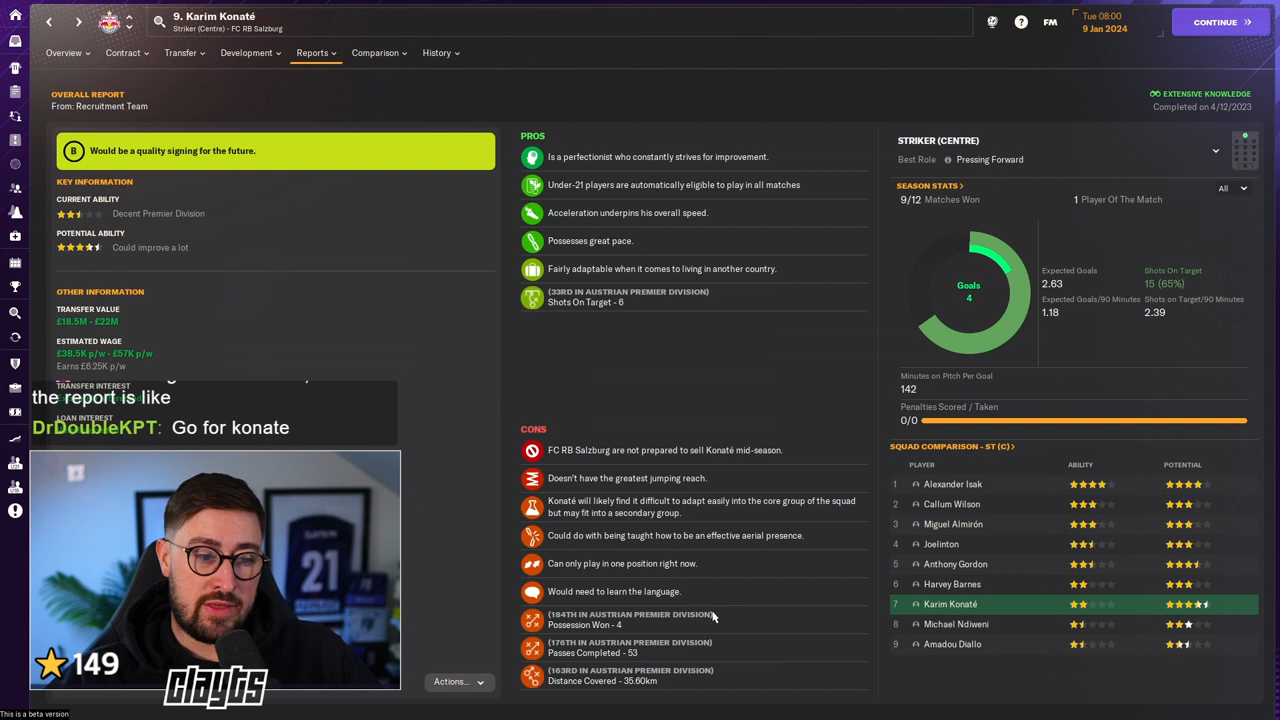 9. Karim Konaté
Striker (Centre) - FC RB Salzburg
FM
Tue 08:00
9 Jan 2024
CONTINUE
Overview
Contract
Transfer
Development
Reports
Comparison
History
OVERALL REPORT
From: Recruitment Team
EXTENSIVE KNOWLEDGE
Completed on 4/12/2023
B
Would be a quality signing for the future.
KEY INFORMATION
CURRENT ABILITY
Decent Premier Division
POTENTIAL ABILITY
Could improve a lot
OTHER INFORMATION
TRANSFER VALUE
£18.5M - £22M
ESTIMATED WAGE
£38.5K p/w - £57K p/w
Earns £6.25K p/w
TRANSFER INTEREST
the report is like
LOAN INTEREST
DrDoubleKPT: Go for konate
21
149
clayts
Actions...
PROS
Is a perfectionist who constantly strives for improvement.
Under-21 players are automatically eligible to play in all matches
Acceleration underpins his overall speed.
Possesses great pace.
Fairly adaptable when it comes to living in another country.
(33RD IN AUSTRIAN PREMIER DIVISION)
Shots On Target - 6
CONS
FC RB Salzburg are not prepared to sell Konaté mid-season.
Doesn't have the greatest jumping reach.
Konaté will likely find it difficult to adapt easily into the core group of the squad
but may fit into a secondary group.
Could do with being taught how to be an effective aerial presence.
Can only play in one position right now.
Would need to learn the language.
(184TH IN AUSTRIAN PREMIER DIVISION)
Possession Won - 4
(176TH IN AUSTRIAN PREMIER DIVISION)
Passes Completed - 53
(163RD IN AUSTRIAN PREMIER DIVISION)
Distance Covered - 35.60km
STRIKER (CENTRE)
Best Role Pressing Forward
SEASON STATS >
All
9/12 Matches Won
1 Player Of The Match
Goals
4
Expected Goals
2.63
Shots On Target
15 (65%)
Expected Goals/90 Minutes
1.18
Shots on Target/90 Minutes
2.39
Minutes on Pitch Per Goal
142
Penalties Scored / Taken
0/0
SQUAD COMPARISON - ST (C) >
PLAYER ABILITY POTENTIAL
1 Alexander Isak
2 Callum Wilson
3 Miguel Almirón
4 Joelinton
5 Anthony Gordon
6 Harvey Barnes
7 Karim Konaté
8 Michael Ndiweni
9 Amadou Diallo
This is a beta version